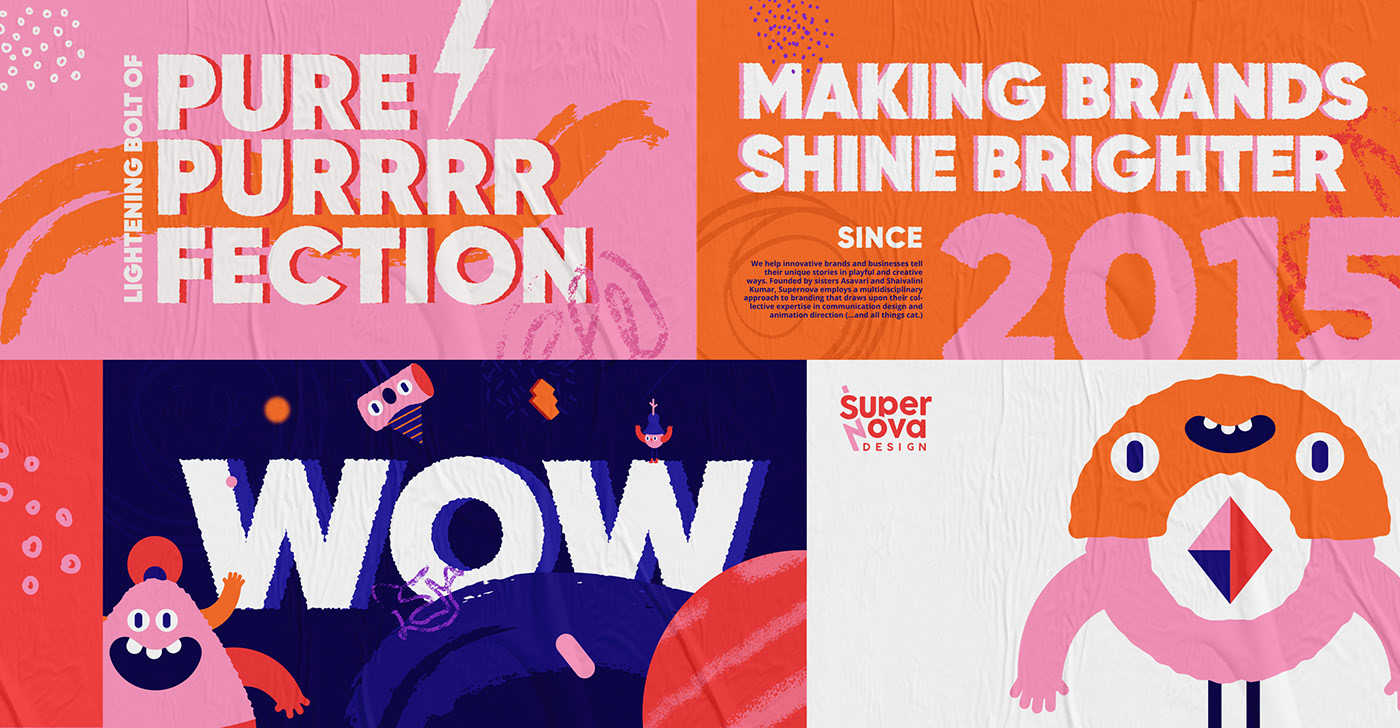 LIGHTENING BOLT OF
PURE
PURRRR
FECTION
MAKING BRANDS
SHINE BRIGHTER
SINCE
2015
We help innovative brands and businesses tell
their unique stories in playful and creative
ways. Founded by sisters Asavari and Shaivalini
Kumar, Supernova employs a multidisciplinary
approach to branding that draws upon their col-
lective expertise in communication design and
animation direction (...and all things cat.)
WOW
Super
Nova
DESIGN